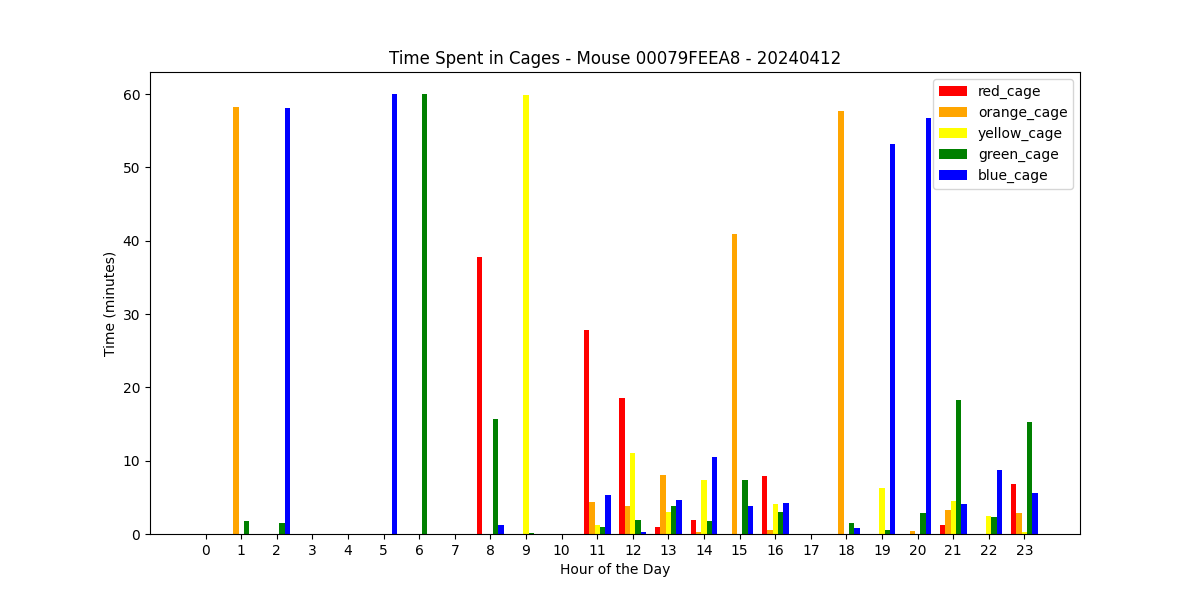 Time Spent in Cages - Mouse 00079FEEA8 - 20240412
red_cage
orange_cage
yellow_cage
green_cage
blue_cage
60
50
40
30
20
10
0
Time (minutes)
0 1 2 3 4 5 6 7 8 9 10 11 12 13 14 15 16 17 18 19 20 21 22 23
Hour of the Day